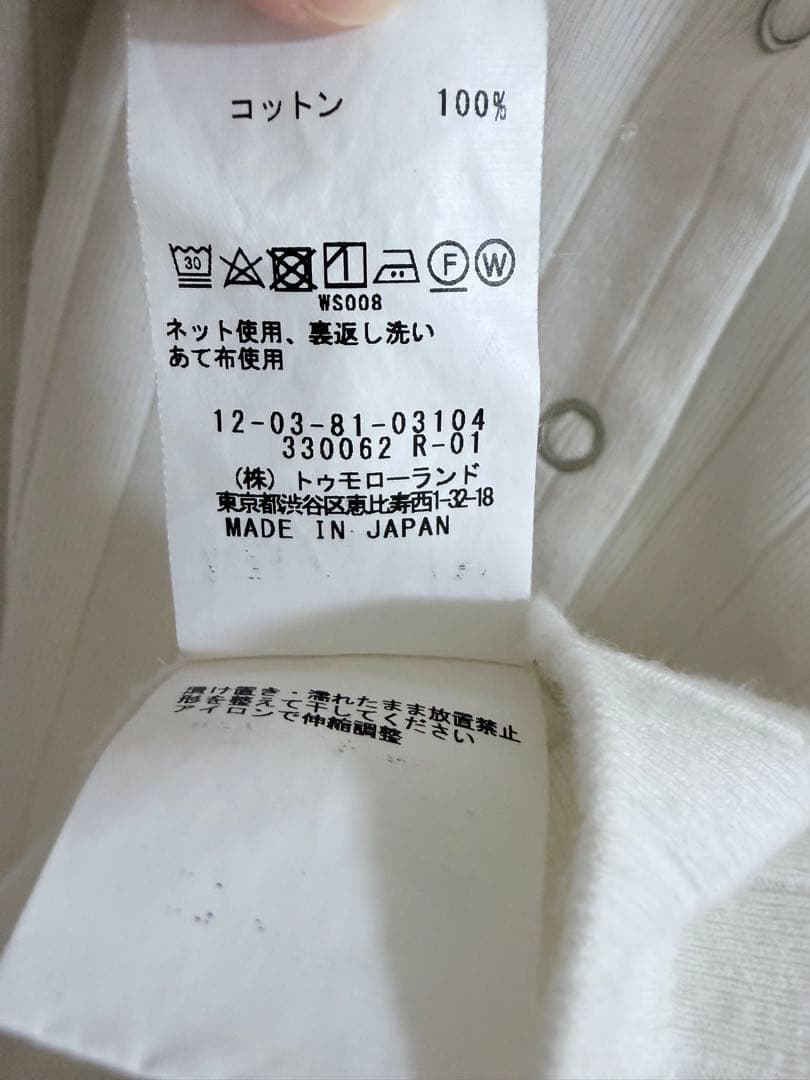 コットン 100%
30
F W
WS008
ネット使用、裏返し洗い
あて布使用
12-03-81-03104
330062 R-01
(株) トゥモローランド
東京都渋谷区恵比寿西1-32-18
MADE IN JAPAN
漬け置き・濡れたまま放置禁止
形を整えて干してください
アイロンで伸縮調整